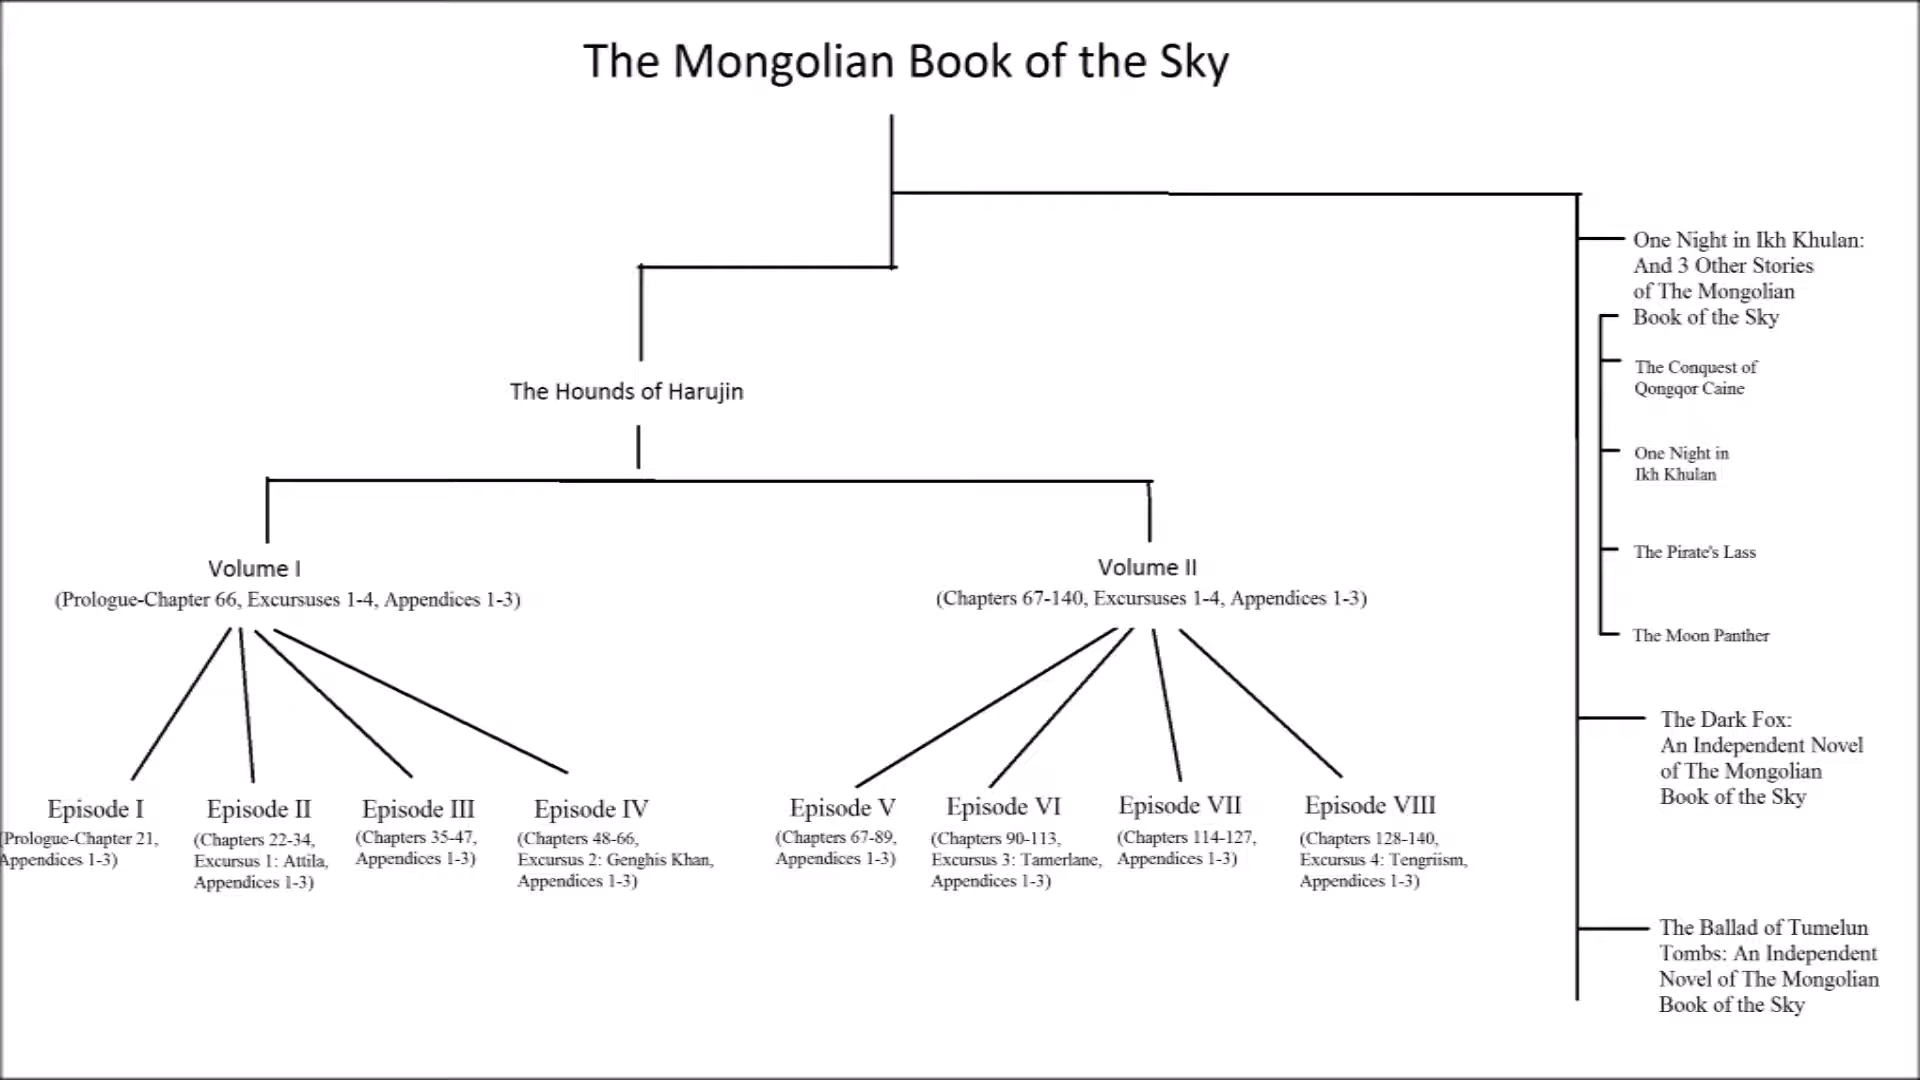 The Mongolian Book of the Sky
The Hounds of Harujin
Volume I
(Prologue-Chapter 66, Excursuses 1-4, Appendices 1-3)
Episode I
(Prologue-Chapter 21,
Appendices 1-3)
Episode II
(Chapters 22-34,
Excursus 1: Attila,
Appendices 1-3)
Episode III
(Chapters 35-47,
Appendices 1-3)
Episode IV
(Chapters 48-66,
Excursus 2: Genghis Khan,
Appendices 1-3)
Volume II
(Chapters 67-140, Excursuses 1-4, Appendices 1-3)
Episode V
(Chapters 67-89,
Appendices 1-3)
Episode VI
(Chapters 90-113,
Excursus 3: Tamerlane,
Appendices 1-3)
Episode VII
(Chapters 114-127,
Appendices 1-3)
Episode VIII
(Chapters 128-140,
Excursus 4: Tengriism,
Appendices 1-3)
One Night in Ikh Khulan:
And 3 Other Stories
of The Mongolian
Book of the Sky
The Conquest of
Qongqor Caine
One Night in
Ikh Khulan
The Pirate's Lass
The Moon Panther
The Dark Fox:
An Independent Novel
of The Mongolian
Book of the Sky
The Ballad of Tumelun
Tombs: An Independent
Novel of The Mongolian
Book of the Sky